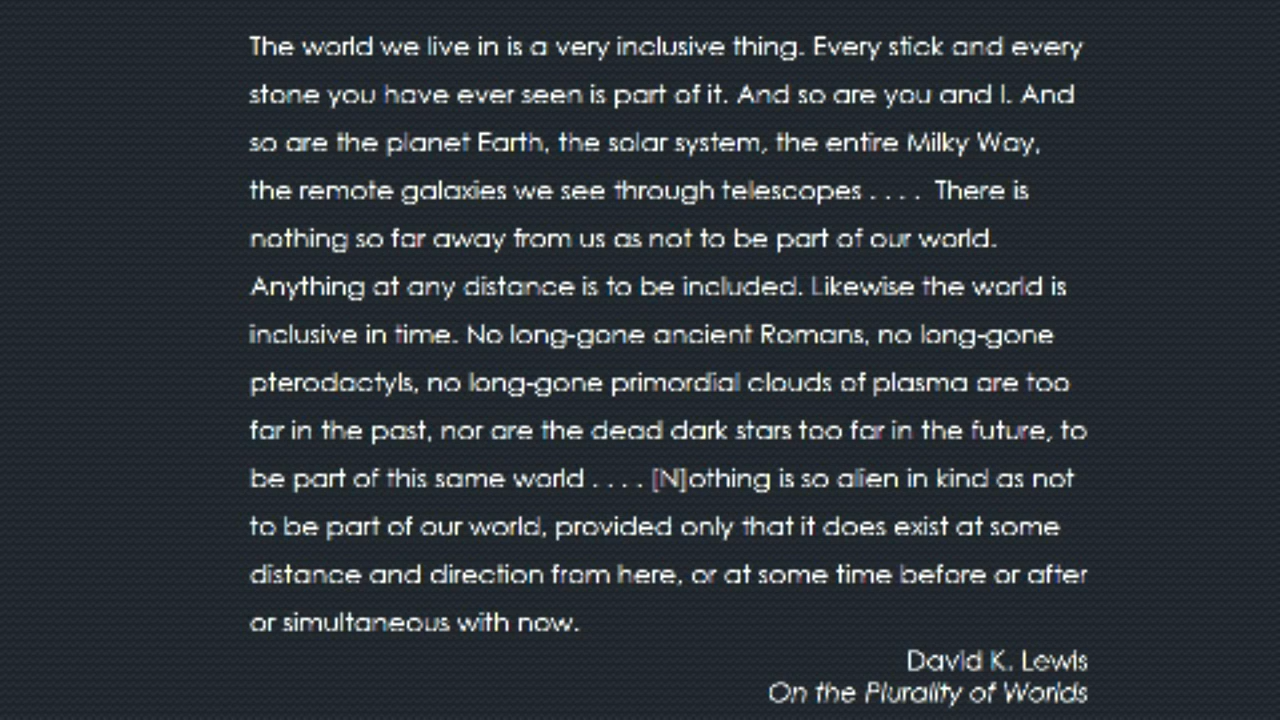 The world we live in is a very inclusive thing. Every stick and every
stone you have ever seen is part of it. And so are you and I. And
so are the planet Earth, the solar system, the entire Milky Way,
the remote galaxies we see through telescopes . . . . There is
nothing so far away from us as not to be part of our world.
Anything at any distance is to be included. Likewise the world is
inclusive in time. No long-gone ancient Romans, no long-gone
pterodactyls, no long-gone primordial clouds of plasma are too
far in the past, nor are the dead dark stars too far in the future, to
be part of this same world . . . . [N]othing is so alien in kind as not
to be part of our world, provided only that it does exist at some
distance and direction from here, or at some time before or after
or simultaneous with now.
David K. Lewis
On the Plurality of Worlds